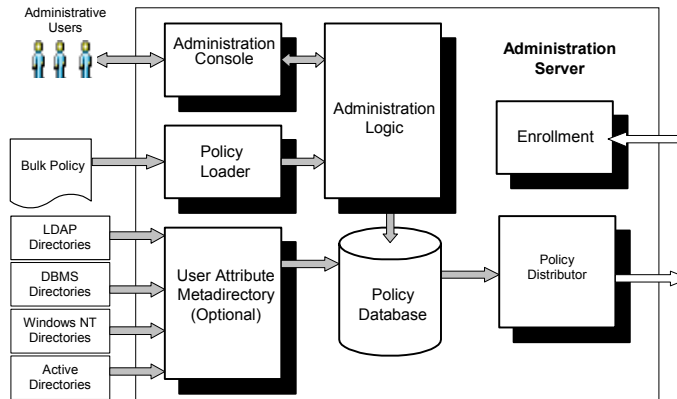 Administrative
Users
Administration
Console
Administration
Server
Administration
Logic
Enrollment
Bulk Policy
Policy
Loader
LDAP
Directories
DBMS
Directories
Windows NT
Directories
Active
Directories
User Attribute
Metadirectory
(Optional)
Policy
Database
Policy
Distributor